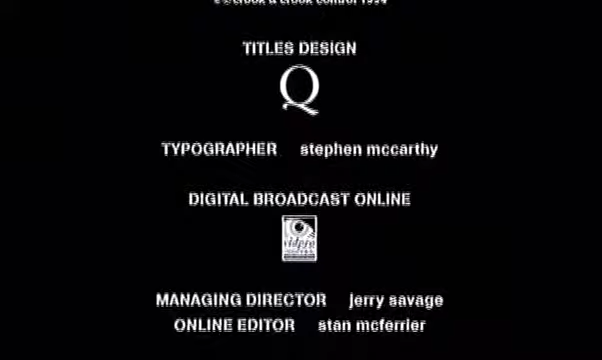 TITLES DESIGN
Q
TYPOGRAPHER stephen mccarthy
DIGITAL BROADCAST ONLINE
MANAGING DIRECTOR jerry savage
ONLINE EDITOR stan mcferrier